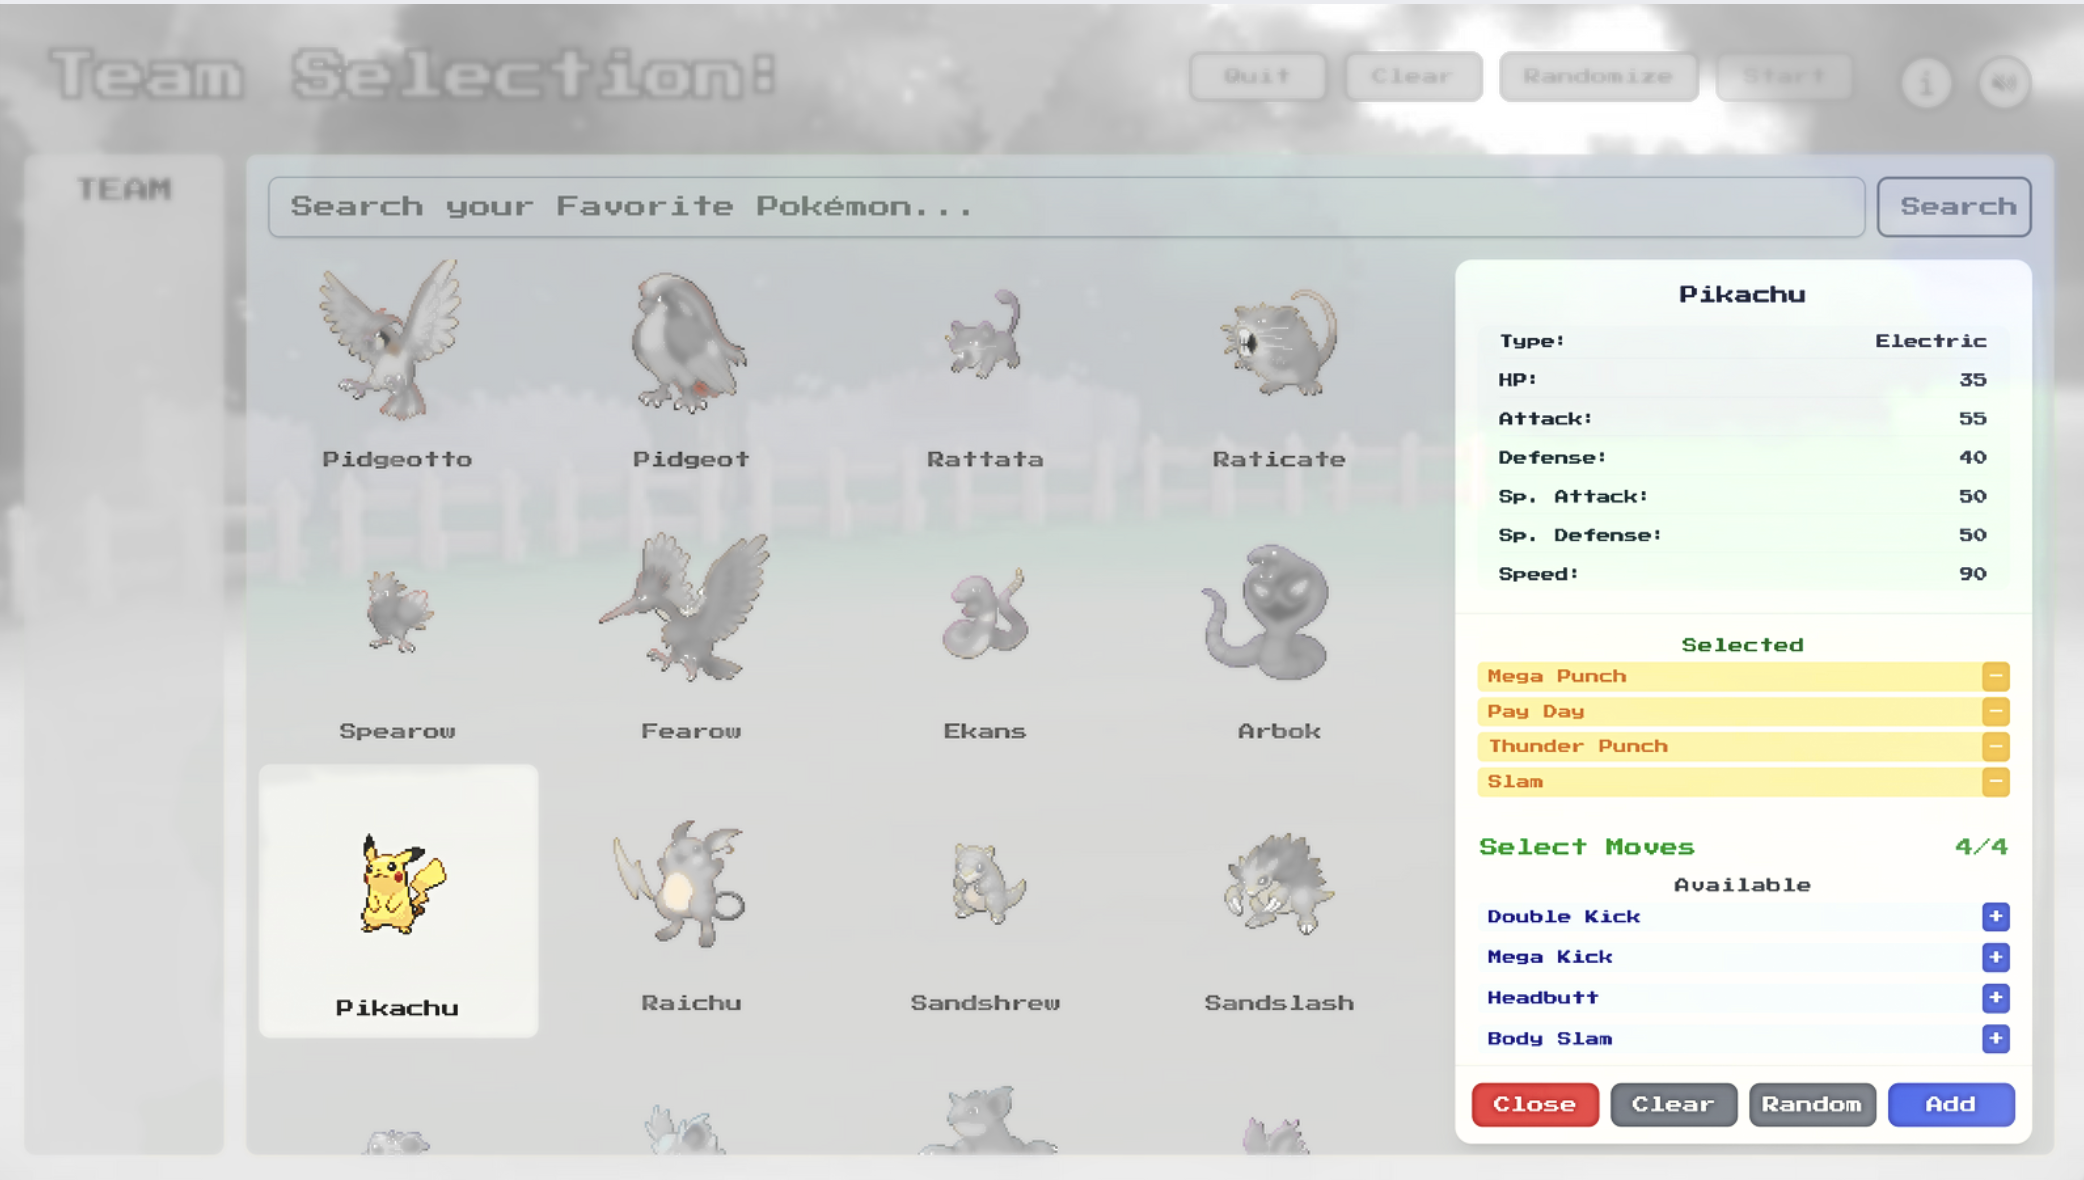 Team Selection:
Quit
Clear
Randomize
Start
i
TEAM
Search your Favorite Pokémon...
Search
Pidgeotto
Pidgeot
Rattata
Raticate
Spearow
Fearow
Ekans
Arbok
Pikachu
Raichu
Sandshrew
Sandslash
Pikachu
Type: Electric
HP: 35
Attack: 55
Defense: 40
Sp. Attack: 50
Sp. Defense: 50
Speed: 90
Selected
Mega Punch −
Pay Day −
Thunder Punch −
Slam −
Select Moves 4/4
Available
Double Kick +
Mega Kick +
Headbutt +
Body Slam +
Close
Clear
Random
Add